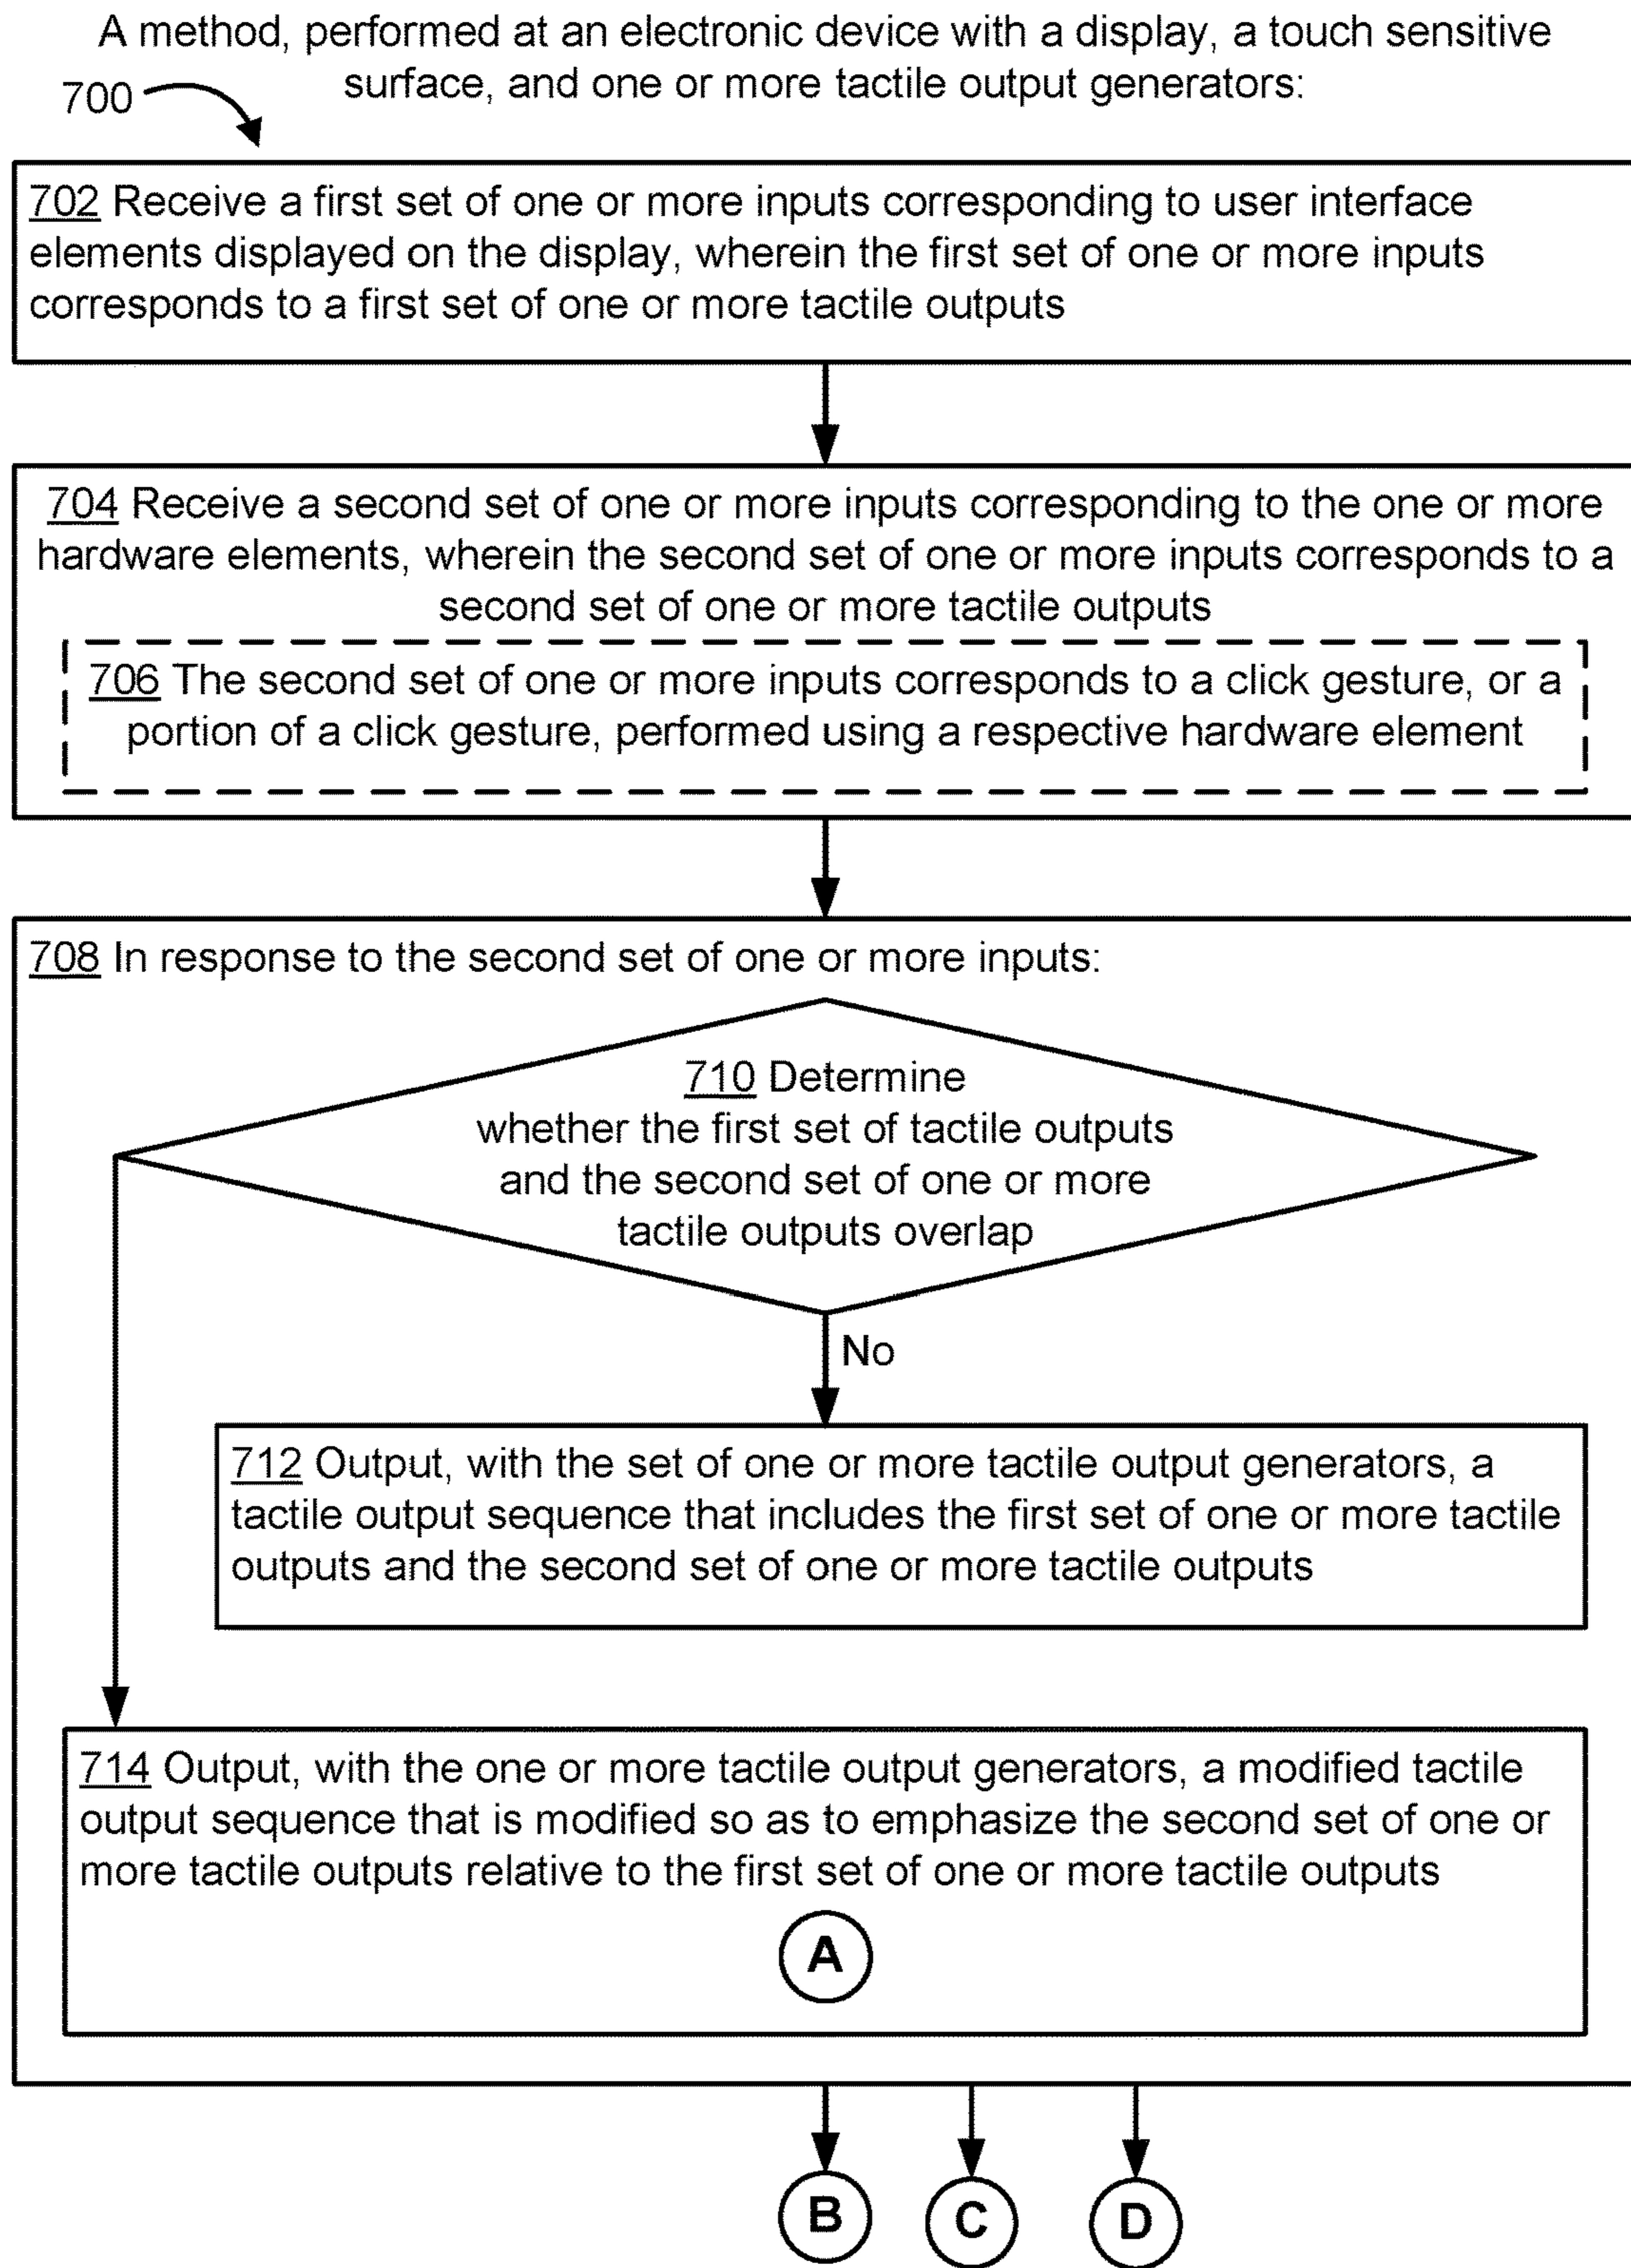 A method, performed at an electronic device with a display, a touch sensitive
surface, and one or more tactile output generators:
700
702 Receive a first set of one or more inputs corresponding to user interface
elements displayed on the display, wherein the first set of one or more inputs
corresponds to a first set of one or more tactile outputs
704 Receive a second set of one or more inputs corresponding to the one or more
hardware elements, wherein the second set of one or more inputs corresponds to a
second set of one or more tactile outputs
706 The second set of one or more inputs corresponds to a click gesture, or a
portion of a click gesture, performed using a respective hardware element
708 In response to the second set of one or more inputs:
710 Determine
whether the first set of tactile outputs
and the second set of one or more
tactile outputs overlap
No
712 Output, with the set of one or more tactile output generators, a
tactile output sequence that includes the first set of one or more tactile
outputs and the second set of one or more tactile outputs
714 Output, with the one or more tactile output generators, a modified tactile
output sequence that is modified so as to emphasize the second set of one or
more tactile outputs relative to the first set of one or more tactile outputs
A
B
C
D